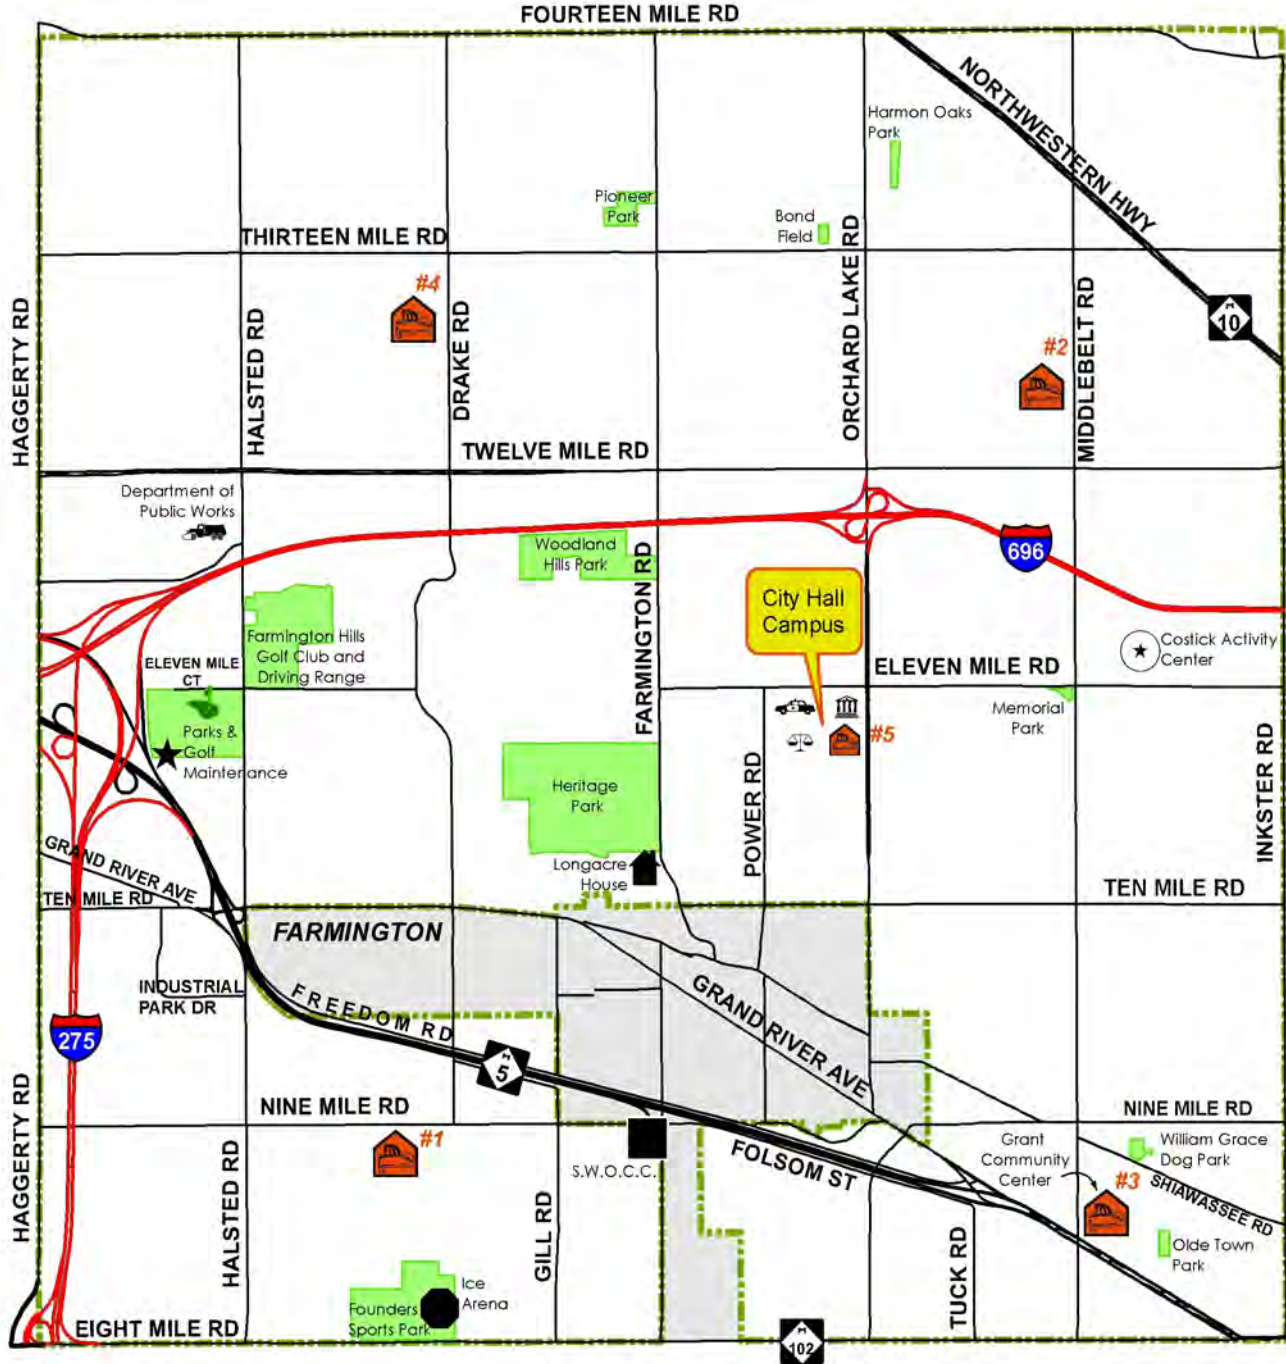 FOURTEEN MILE RD
NORTHWESTERN HWY
Harmon Oaks
Park
Pioneer
Park
Bond
Field
THIRTEEN MILE RD
#4
HAGGERTY RD
HALSTED RD
DRAKE RD
ORCHARD LAKE RD
MIDDLEBELT RD
M
10
#2
TWELVE MILE RD
Department of
Public Works
Woodland
Hills Park
FARMINGTON RD
696
City Hall
Campus
Farmington Hills
Golf Club and
Driving Range
ELEVEN MILE
CT
ELEVEN MILE RD
Costick Activity
Center
Memorial
Park
#5
Parks &
Golf
Maintenance
Heritage
Park
POWER RD
INKSTER RD
Longacre
House
GRAND RIVER AVE
TEN MILE RD
TEN MILE RD
FARMINGTON
INDUSTRIAL
PARK DR
FREEDOM RD
GRAND RIVER AVE
275
M
5
HAGGERTY RD
NINE MILE RD
NINE MILE RD
#1
S.W.O.C.C.
FOLSOM ST
Grant
Community
Center
#3
William Grace
Dog Park
SHIAWASSEE RD
HALSTED RD
GILL RD
TUCK RD
Olde Town
Park
Ice
Arena
Founders
Sports Park
EIGHT MILE RD
M
102